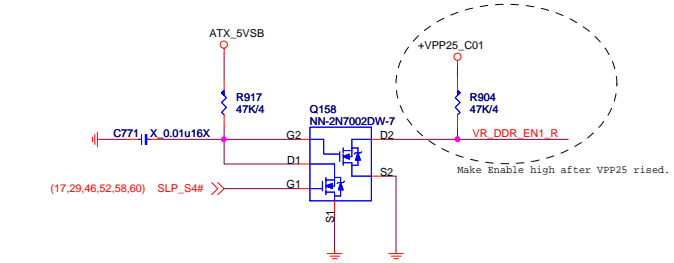 ATX_5VSB
+VPP25_C01
R917
47K/4
R904
47K/4
Q158
NN-2N7002DW-7
C771
X_0.01u16X
G2
D2
VR_DDR_EN1_R
D1
S2
Make Enable high after VPP25 rised.
(17,29,46,52,58,60)
SLP_S4#
G1
S1